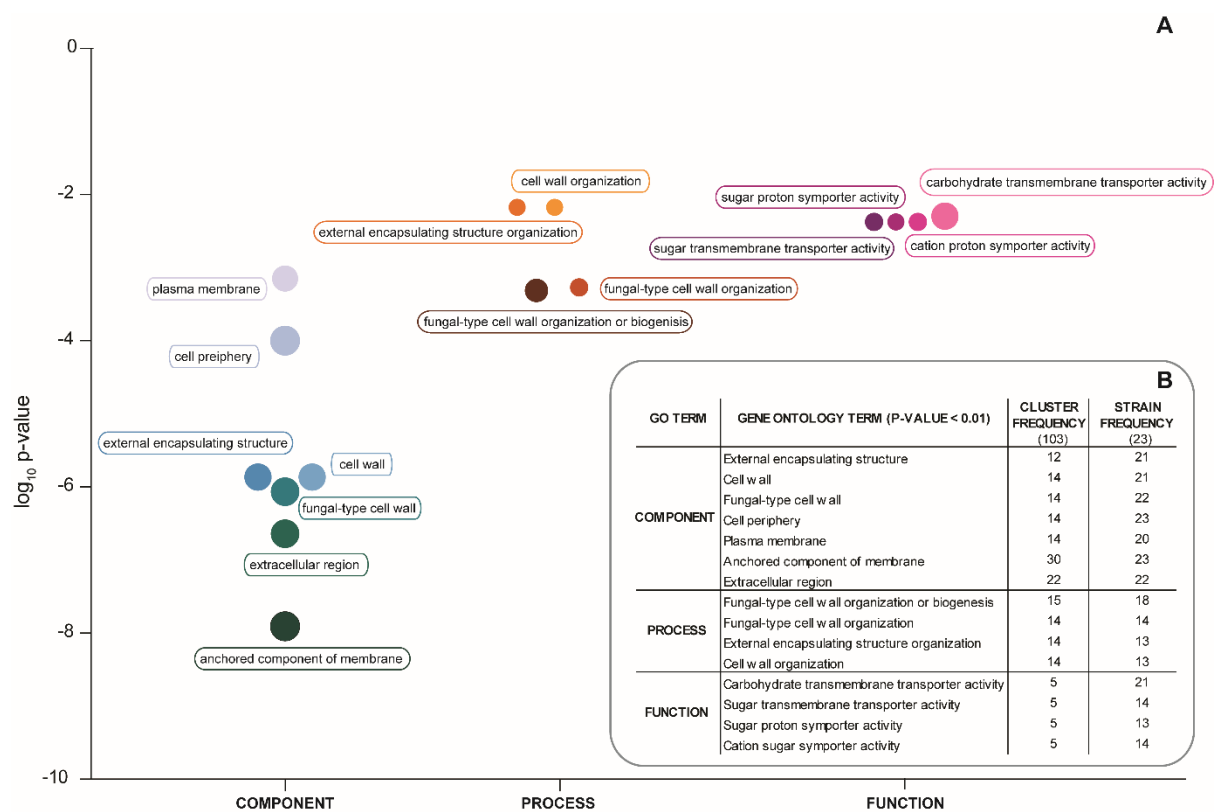 A
0
cell wall organization
carbohydrate transmembrane transporter activity
-2
sugar proton symporter activity
external encapsulating structure organization
sugar transmembrane transporter activity
cation proton symporter activity
plasma membrane
fungal-type cell wall organization
fungal-type cell wall organization or biogenisis
-4
cell preiphery
log10 p-value
B
GO TERM
GENE ONTOLOGY TERM (P-VALUE < 0.01)
CLUSTER FREQUENCY (103)
STRAIN FREQUENCY (23)
external encapsulating structure
cell wall
-6
fungal-type cell wall
extracellular region
-8
anchored component of membrane
COMPONENT
External encapsulating structure 12 21
Cell wall 14 21
Fungal-type cell wall 14 22
Cell periphery 14 23
Plasma membrane 14 20
Anchored component of membrane 30 23
Extracellular region 22 22
PROCESS
Fungal-type cell wall organization or biogenesis 15 18
Fungal-type cell wall organization 14 14
External encapsulating structure organization 14 13
Cell wall organization 14 13
FUNCTION
Carbohydrate transmembrane transporter activity 5 21
Sugar transmembrane transporter activity 5 14
Sugar proton symporter activity 5 13
Cation sugar symporter activity 5 14
-10
COMPONENT
PROCESS
FUNCTION